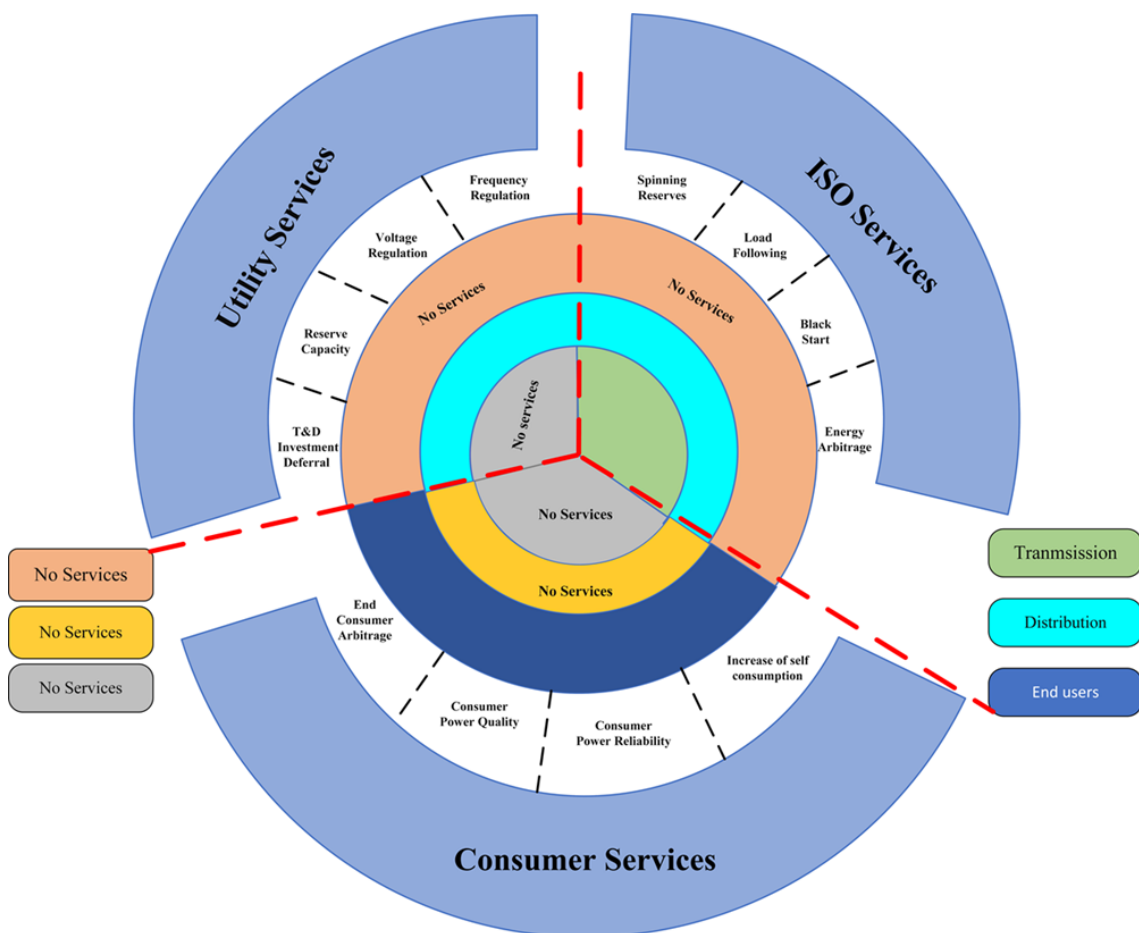 Utility Services
ISO Services
Frequency
Regulation
Spinning
Reserves
Voltage
Regulation
Load
Following
Reserve
Capacity
Black
Start
T&D
Investment
Deferral
Energy
Arbitrage
No Services
No Services
No services
No Services
No Services
End
Consumer
Arbitrage
Consumer
Power Quality
Consumer
Power Reliability
Increase of self
consumption
Consumer Services
No Services
No Services
No Services
Tranmsission
Distribution
End users